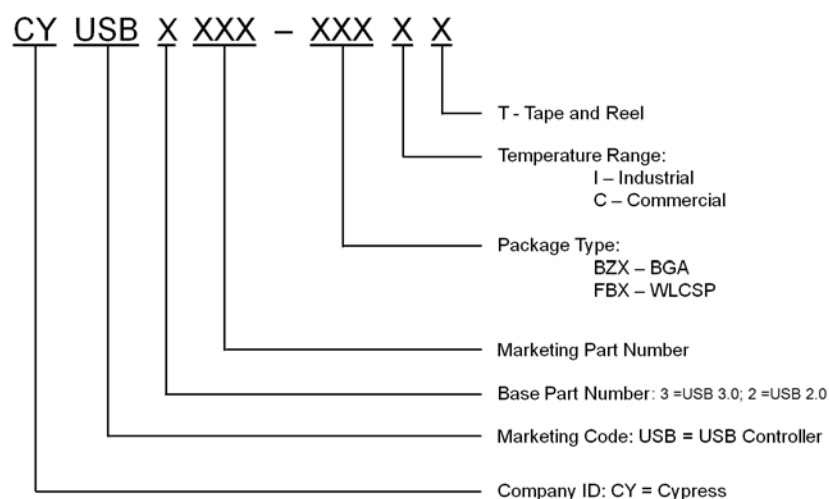 CY USB X XXX – XXX X X
T - Tape and Reel
Temperature Range:
I – Industrial
C – Commercial
Package Type:
BZX – BGA
FBX – WLCSP
Marketing Part Number
Base Part Number: 3 =USB 3.0; 2 =USB 2.0
Marketing Code: USB = USB Controller
Company ID: CY = Cypress